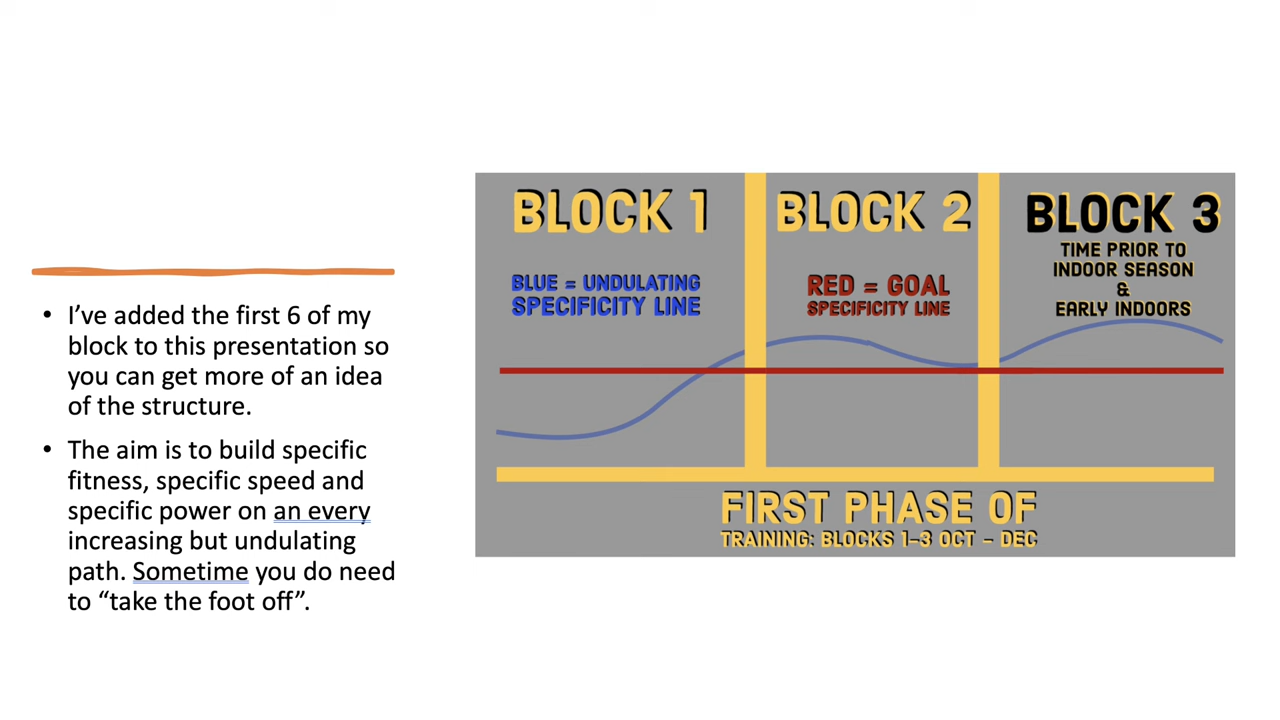 • I’ve added the first 6 of my
block to this presentation so
you can get more of an idea
of the structure.
• The aim is to build specific
fitness, specific speed and
specific power on an every
increasing but undulating
path. Sometime you do need
to “take the foot off”.
BLOCK 1
BLUE = UNDULATING
SPECIFICITY LINE
BLOCK 2
RED = GOAL
SPECIFICITY LINE
BLOCK 3
TIME PRIOR TO
INDOOR SEASON
&
EARLY INDOORS
FIRST PHASE OF
TRAINING: BLOCKS 1-3 OCT - DEC